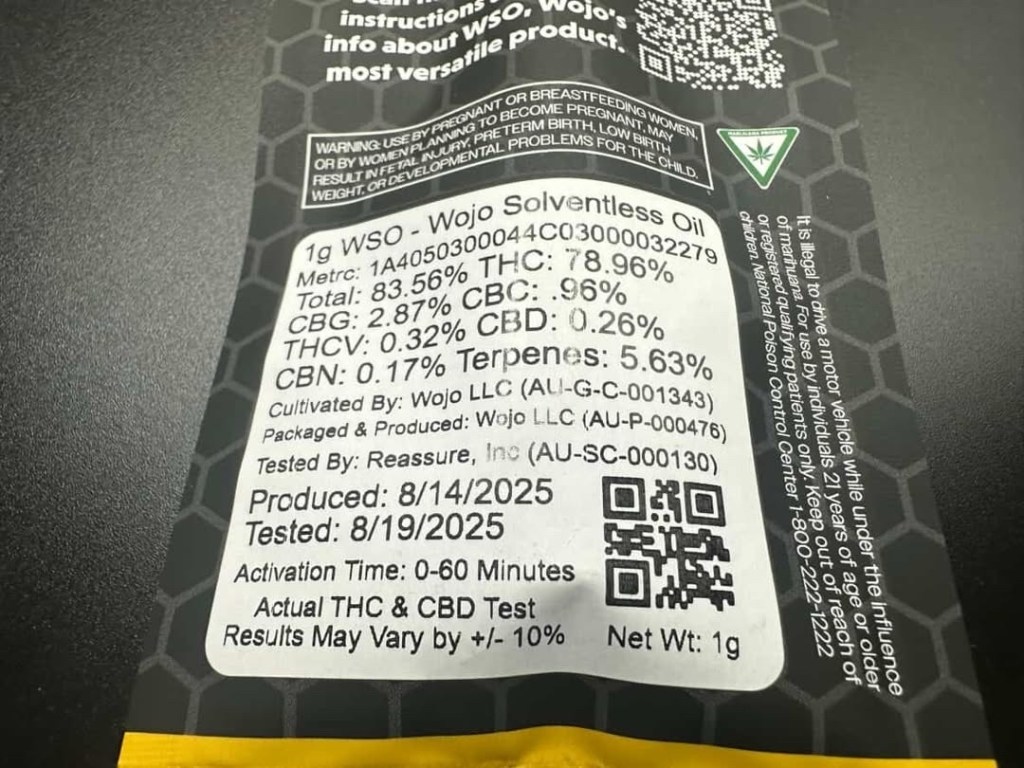 instructions
info about WSO, Wojo's
most versatile product.
WARNING: USE BY PREGNANT OR BREASTFEEDING WOMEN,
OR BY WOMEN PLANNING TO BECOME PREGNANT, MAY
RESULT IN FETAL INJURY, PRETERM BIRTH, LOW BIRTH
WEIGHT, OR DEVELOPMENTAL PROBLEMS FOR THE CHILD.
1g WSO - Wojo Solventless Oil
Metrc: 1A4050300044C03000032279
Total: 83.56% THC: 78.96%
CBG: 2.87% CBC: .96%
THCV: 0.32% CBD: 0.26%
CBN: 0.17% Terpenes: 5.63%
Cultivated By: Wojo LLC (AU-G-C-001343)
Packaged & Produced: Wojo LLC (AU-P-000476)
Tested By: Reassure, Inc (AU-SC-000130)
Produced: 8/14/2025
Tested: 8/19/2025
Activation Time: 0-60 Minutes
Actual THC & CBD Test
Results May Vary by +/- 10%
Net Wt: 1g
MARIJUANA PRODUCT
It is illegal to drive a motor vehicle while under the influence
of marihuana. For use by individuals 21 years of age or older
or registered qualifying patients only. Keep out of reach of
children. National Poison Control Center 1-800-222-1222